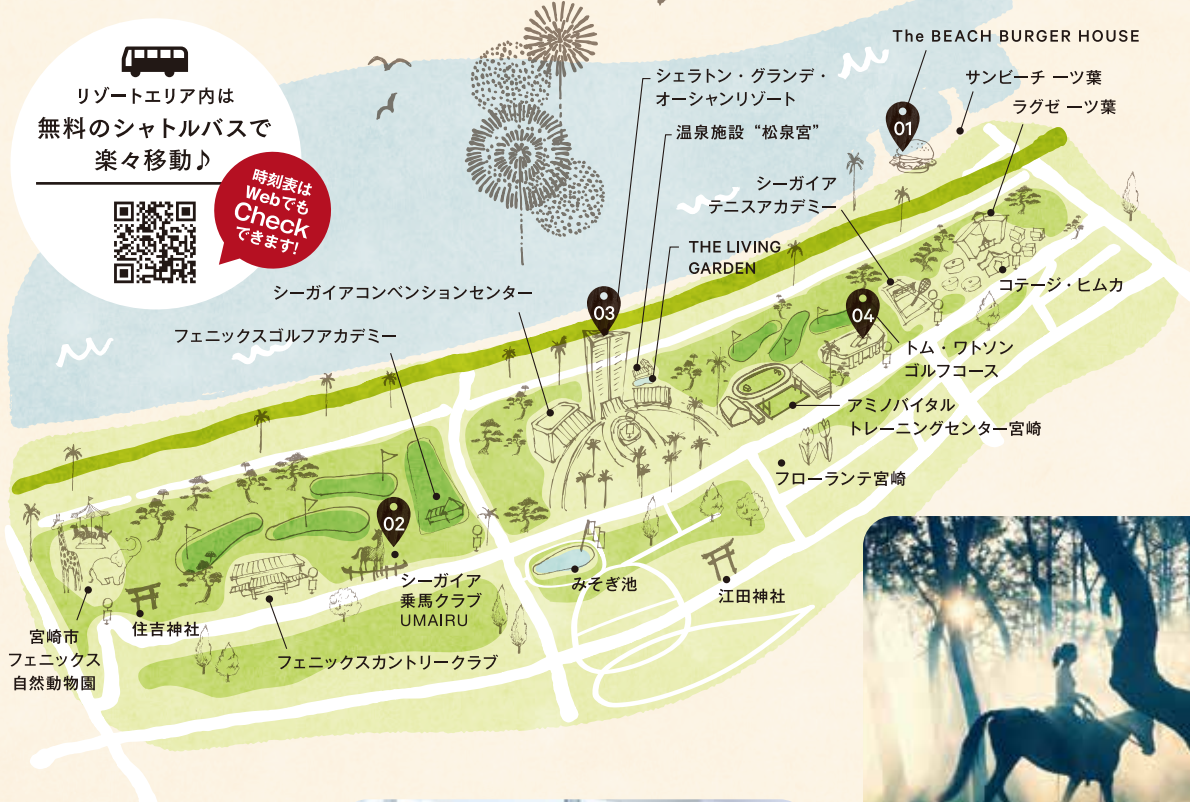 リゾートエリア内は
無料のシャトルバスで
楽々移動♪
時刻表は
Webでも
Check
できます!
The BEACH BURGER HOUSE
サンビーチ 一ツ葉
ラグゼ 一ツ葉
シェラトン・グランデ・
オーシャンリゾート
温泉施設“松泉宮”
シーガイア
テニスアカデミー
THE LIVING
GARDEN
シーガイアコンベンションセンター
フェニックスゴルフアカデミー
01
03
04
02
コテージ・ヒムカ
トム・ワトソン
ゴルフコース
アミノバイタル
トレーニングセンター宮崎
フローランテ宮崎
シーガイア
乗馬クラブ
UMAIRU
みそぎ池
江田神社
住吉神社
宮崎市
フェニックス
自然動物園
フェニックスカントリークラブ